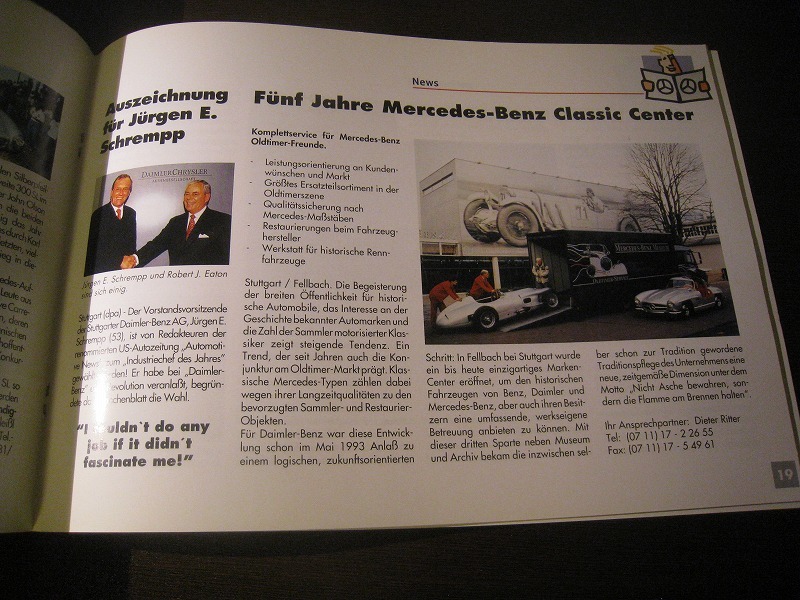 News
Auszeichnung
für Jürgen E.
Schrempp
DAIMLERCHRYSLER
Jürgen E. Schrempp und Robert J. Eaton
sind sich einig.
Stuttgart (dpa) - Der Vorstandsvorsitzende
der Stuttgarter Daimler-Benz AG, Jürgen E.
Schrempp (53), ist von Redakteuren der
renommierten US-Autozeitung „Automoti-
ve News" zum „Industriechef des Jahres"
gewählt worden! Er habe bei „Daimler-
Benz" eine Revolution veranlaßt, begrün-
dete das Wochenblatt die Wahl.
"I wouldn`t do any
job if it didn´t
fascinate me!"
Fünf Jahre Mercedes-Benz Classic Center
Komplettservice für Mercedes-Benz
Oldtimer-Freunde.
- Leistungsorientierung an Kunden-
wünschen und Markt
- Größtes Ersatzteilsortiment in der
Oldtimerszene
- Qualitätssicherung nach
Mercedes-Maßstäben
- Restaurierungen beim Fahrzeug-
hersteller
- Werkstatt für historische Renn-
fahrzeuge
Stuttgart / Fellbach. Die Begeisterung
der breiten Öffentlichkeit für histori-
sche Automobile, das Interesse an der
Geschichte bekannter Automarken und
die Zahl der Sammler motorisierter Klas-
siker zeigt steigende Tendenz. Ein
Trend, der seit Jahren auch die Kon-
junktur am Oldtimer-Markt prägt. Klas-
sische Mercedes-Typen zählen dabei
wegen ihrer Langzeitqualitäten zu den
bevorzugten Sammler- und Restaurier-
Objekten.
Für Daimler-Benz war diese Entwick-
lung schon im Mai 1993 Anlaß zu
einem logischen, zukunftsorientierten
MERCEDES-BENZ MUSEUM
Schritt: In Fellbach bei Stuttgart wurde
ein bis heute einzigartiges Marken-
Center eröffnet, um den historischen
Fahrzeugen von Benz, Daimler und
Mercedes-Benz, aber auch ihren Besit-
zern eine umfassende, werkseigene
Betreuung anbieten zu können. Mit
dieser dritten Sparte neben Museum
und Archiv bekam die inzwischen sel-
ber schon zur Tradition gewordene
Traditionspflege des Unternehmens eine
neue, zeitgemäße Dimension unter dem
Motto „Nicht Asche bewahren, son-
dern die Flamme am Brennen halten".
Ihr Ansprechpartner: Dieter Ritter
Tel: (07 11) 17 - 2 26 55
Fax: (07 11) 17 - 5 49 61
19